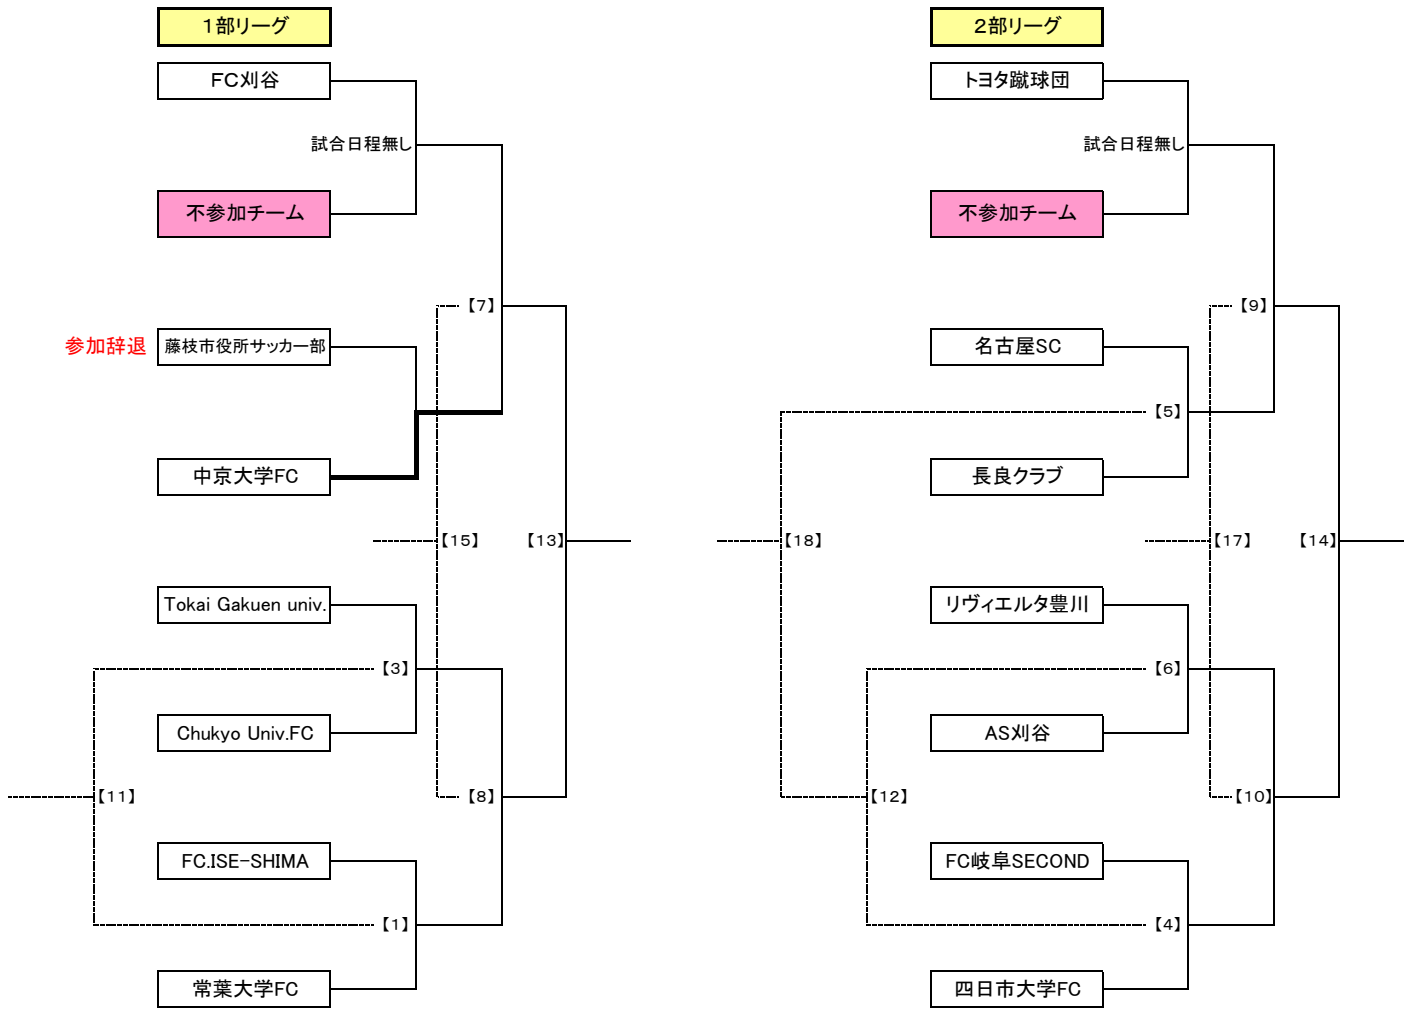 １部リーグ
ＦＣ刈谷
試合日程無し
不参加チーム
【7】
参加辞退
藤枝市役所サッカー部
中京大学FC
【15】
【13】
Tokai Gakuen univ.
【3】
Chukyo Univ.FC
【11】
【8】
FC.ISE-SHIMA
【1】
常葉大学FC
２部リーグ
トヨタ蹴球団
試合日程無し
不参加チーム
【9】
名古屋SC
【5】
長良クラブ
【18】
【17】
【14】
リヴィエルタ豊川
【6】
AS刈谷
【12】
【10】
FC岐阜SECOND
【4】
四日市大学FC